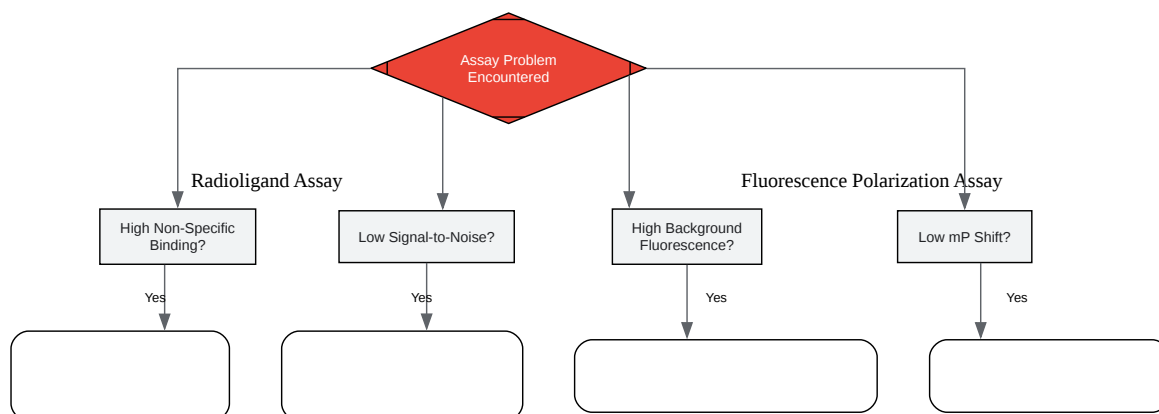 Assay Problem
Encountered
Radioligand Assay
Fluorescence Polarization Assay
High Non-Specific
Binding?
Low Signal-to-Noise?
High Background
Fluorescence?
Low mP Shift?
Yes
Yes
Yes
Yes